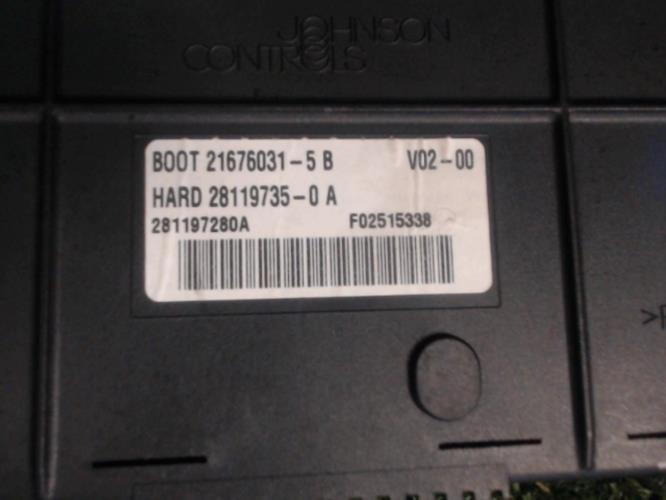 JOHNSON
CONTROLS
BOOT 21676031-5 B V02-00
HARD 28119735-0 A
281197280A F02515338